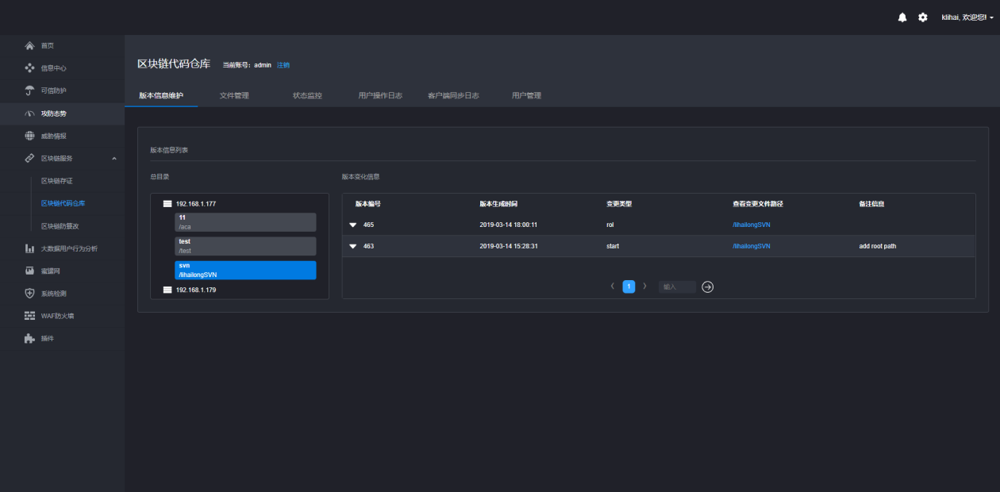 klihai, 欢迎您!
首页
信息中心
可信防护
攻防态势
威胁情报
区块链服务
区块链存证
区块链代码仓库
区块链防篡改
大数据用户行为分析
蜜罐网
系统检测
WAF防火墙
插件
区块链代码仓库 当前账号: admin 注销
版本信息维护 文件管理 状态监控 用户操作日志 客户端同步日志 用户管理
版本信息列表
总目录
192.168.1.177
11
/aca
test
/test
svn
/lihailongSVN
192.168.1.179
版本变化信息
版本编号 版本生成时间 变更类型 查看变更文件路径 备注信息
465 2019-03-14 18:00:11 rol /lihailongSVN
463 2019-03-14 15:28:31 start /lihailongSVN add root path
1 输入